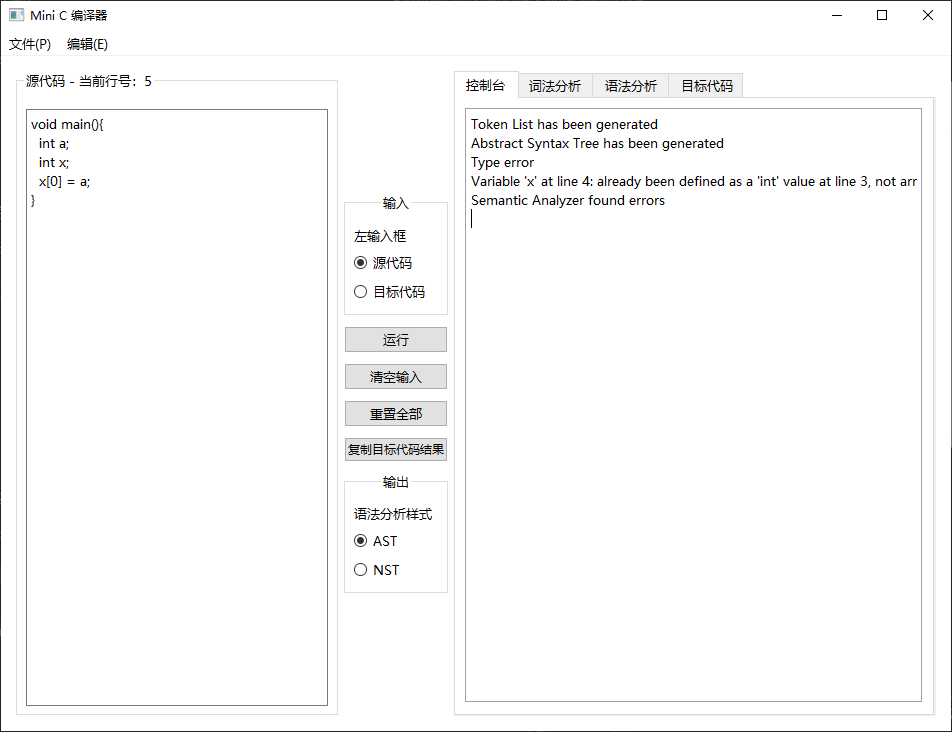 Mini C 编译器
文件(P) 编辑(E)
源代码 - 当前行号：5
void main(){
int a;
int x;
x[0] = a;
}
输入
左输入框
源代码
目标代码
运行
清空输入
重置全部
复制目标代码结果
输出
语法分析样式
AST
NST
控制台 词法分析 语法分析 目标代码
Token List has been generated
Abstract Syntax Tree has been generated
Type error
Variable 'x' at line 4: already been defined as a 'int' value at line 3, not arr
Semantic Analyzer found errors